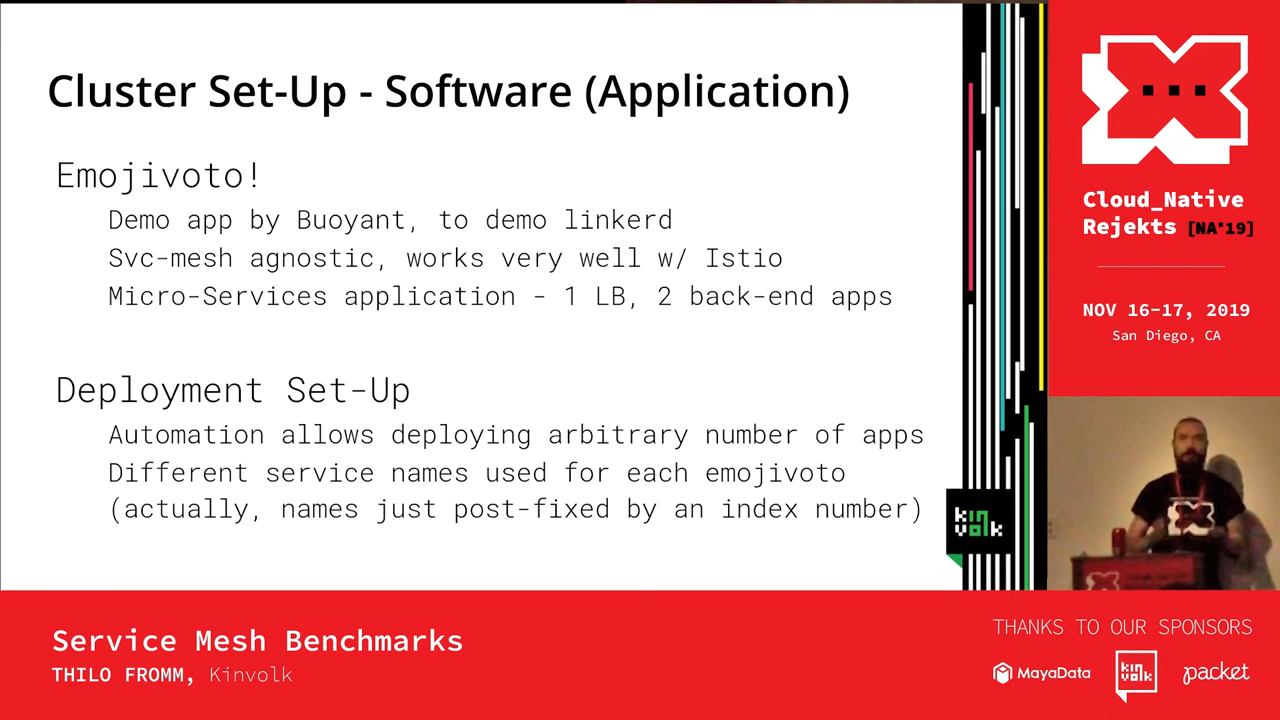 Cluster Set-Up - Software (Application)
Emojivoto!
Demo app by Buoyant, to demo linkerd
Svc-mesh agnostic, works very well w/ Istio
Micro-Services application - 1 LB, 2 back-end apps
Deployment Set-Up
Automation allows deploying arbitrary number of apps
Different service names used for each emojivoto
(actually, names just post-fixed by an index number)
kin
volk
Cloud_Native
Rejekts [NA'19]
NOV 16-17, 2019
San Diego, CA
Service Mesh Benchmarks
THILO FROMM, Kinvolk
THANKS TO OUR SPONSORS
MayaData
kin
volk
packet